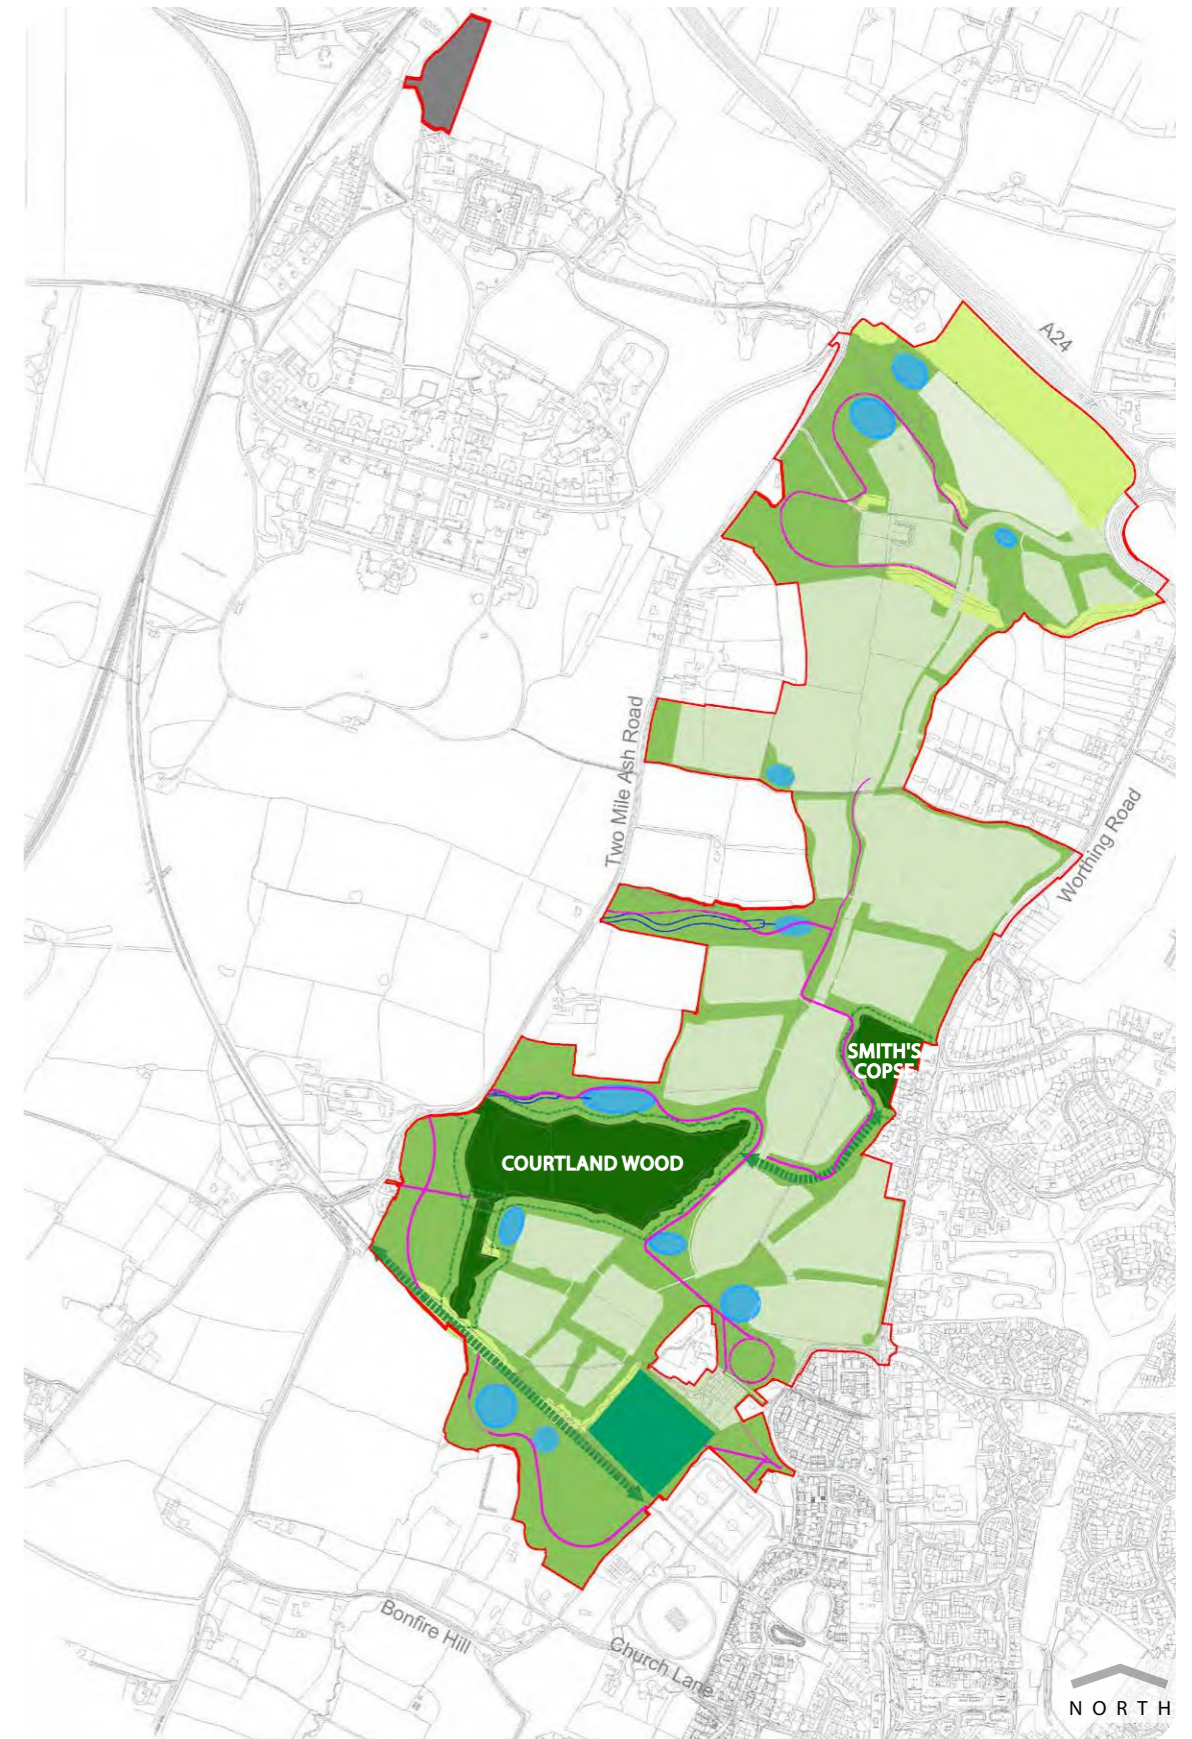 A24
Two Mile Ash Road
Worthing Road
SMITH'S
COPSE
COURTLAND WOOD
Bonfire Hill
Church Lane
NORTH